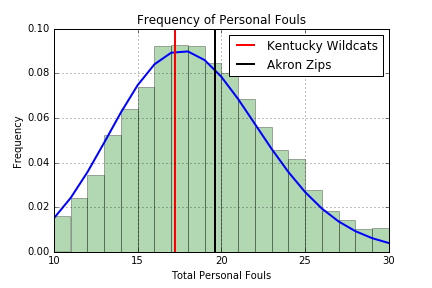 Frequency of Personal Fouls
Kentucky Wildcats
Akron Zips
0.10
0.08
0.06
0.04
0.02
0.00
Frequency
10
15
20
25
30
Total Personal Fouls